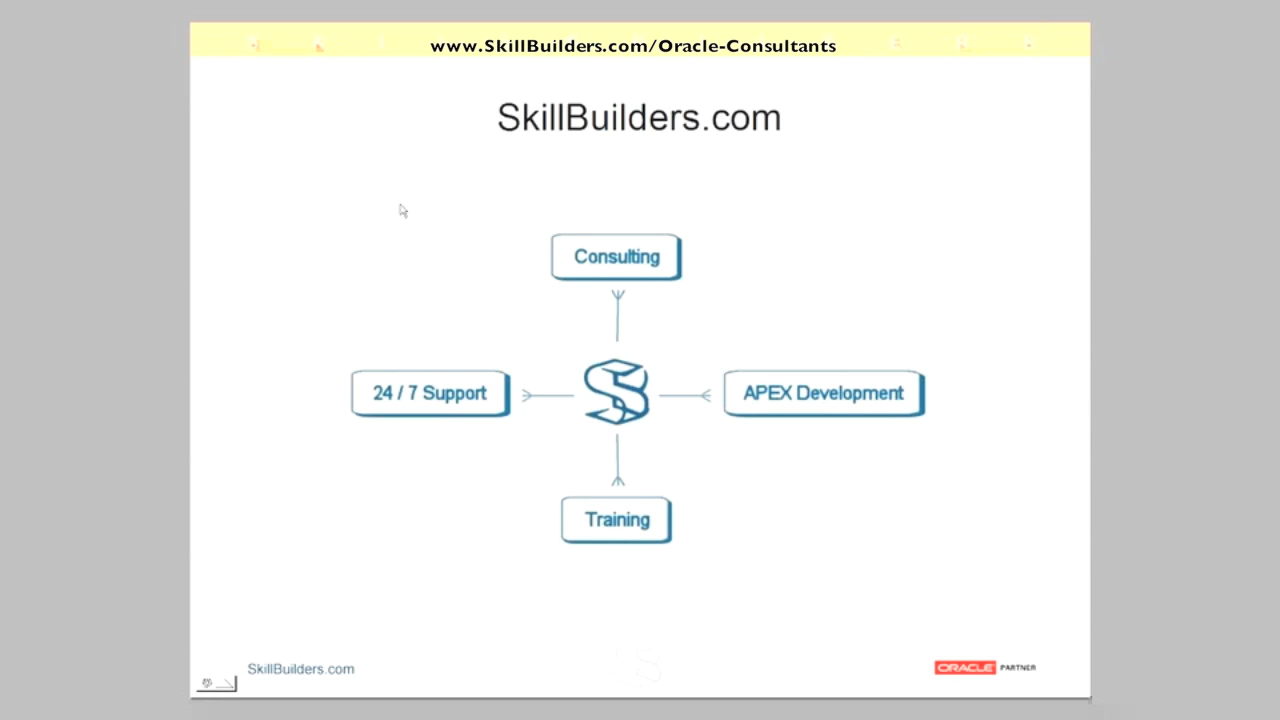 www.SkillBuilders.com/Oracle-Consultants
SkillBuilders.com
Consulting
24 / 7 Support
APEX Development
Training
SkillBuilders.com
ORACLE PARTNER